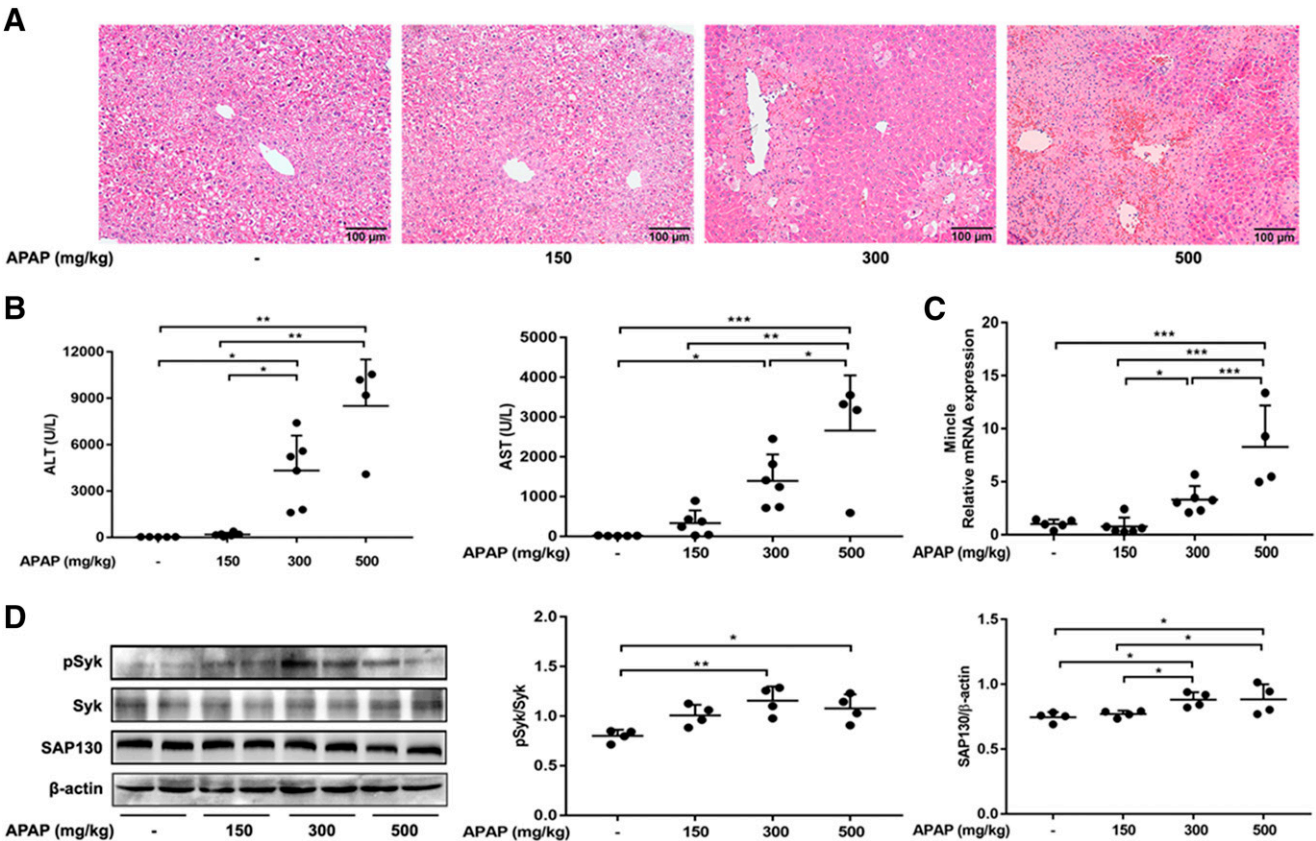 A
100 µm
100 µm
100 µm
100 µm
APAP (mg/kg) - 150 300 500
B
**
**
*
*
12000
9000
6000
3000
0
ALT (U/L)
APAP (mg/kg) - 150 300 500
***
**
*
*
5000
4000
3000
2000
1000
0
AST (U/L)
APAP (mg/kg) - 150 300 500
C
***
***
*
***
20
15
10
5
0
Mincle
Relative mRNA expression
APAP (mg/kg) - 150 300 500
D
pSyk
Syk
SAP130
β-actin
APAP (mg/kg) - 150 300 500
*
**
2.0
1.5
1.0
0.5
0.0
pSyk/Syk
APAP (mg/kg) - 150 300 500
*
*
*
*
1.5
1.0
0.5
0.0
SAP130/β-actin
APAP (mg/kg) - 150 300 500